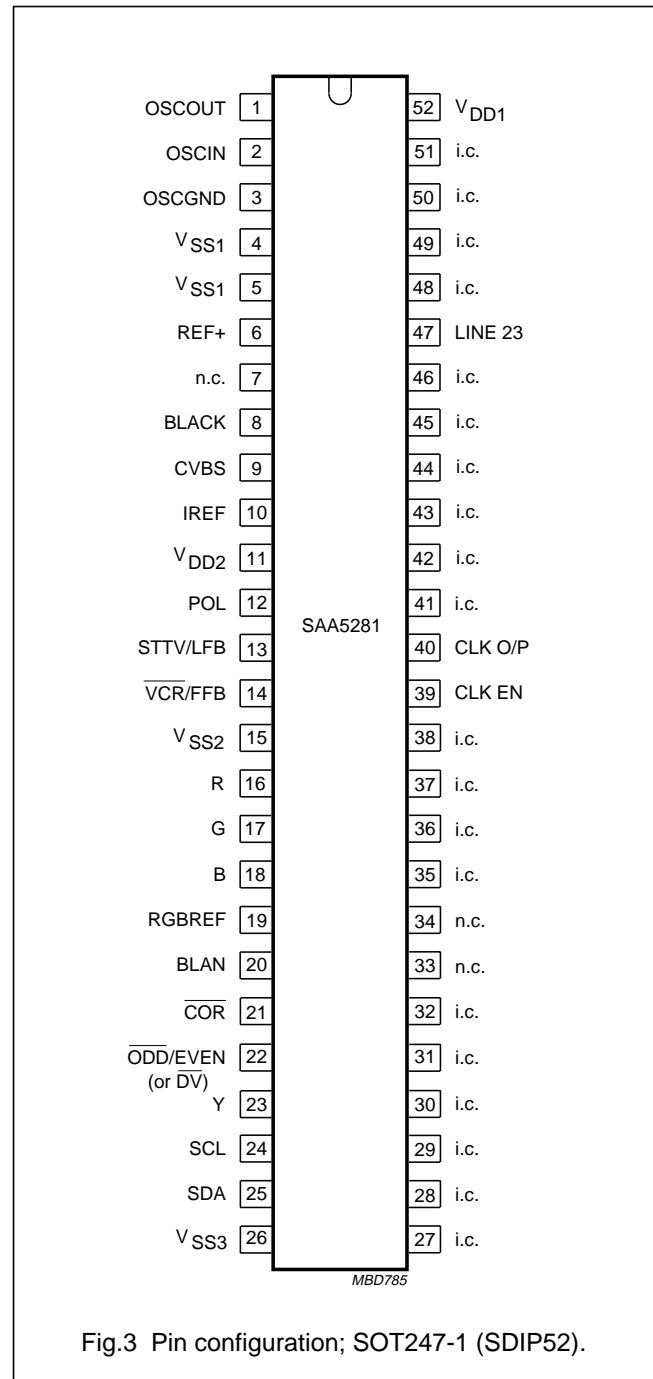 OSCOUT 1 52 VDD1
OSCIN 2 51 i.c.
OSCGND 3 50 i.c.
VSS1 4 49 i.c.
VSS1 5 48 i.c.
REF+ 6 47 LINE 23
n.c. 7 46 i.c.
BLACK 8 45 i.c.
CVBS 9 44 i.c.
IREF 10 43 i.c.
VDD2 11 42 i.c.
POL 12 41 i.c.
SAA5281
STTV/LFB 13 40 CLK O/P
V̅C̅R̅/FFB 14 39 CLK EN
VSS2 15 38 i.c.
R 16 37 i.c.
G 17 36 i.c.
B 18 35 i.c.
RGBREF 19 34 n.c.
BLAN 20 33 n.c.
C̅O̅R̅ 21 32 i.c.
O̅D̅D̅/EVEN 22 31 i.c.
(or D̅V̅)
Y 23 30 i.c.
SCL 24 29 i.c.
SDA 25 28 i.c.
VSS3 26 27 i.c.
MBD785
Fig.3 Pin configuration; SOT247-1 (SDIP52).